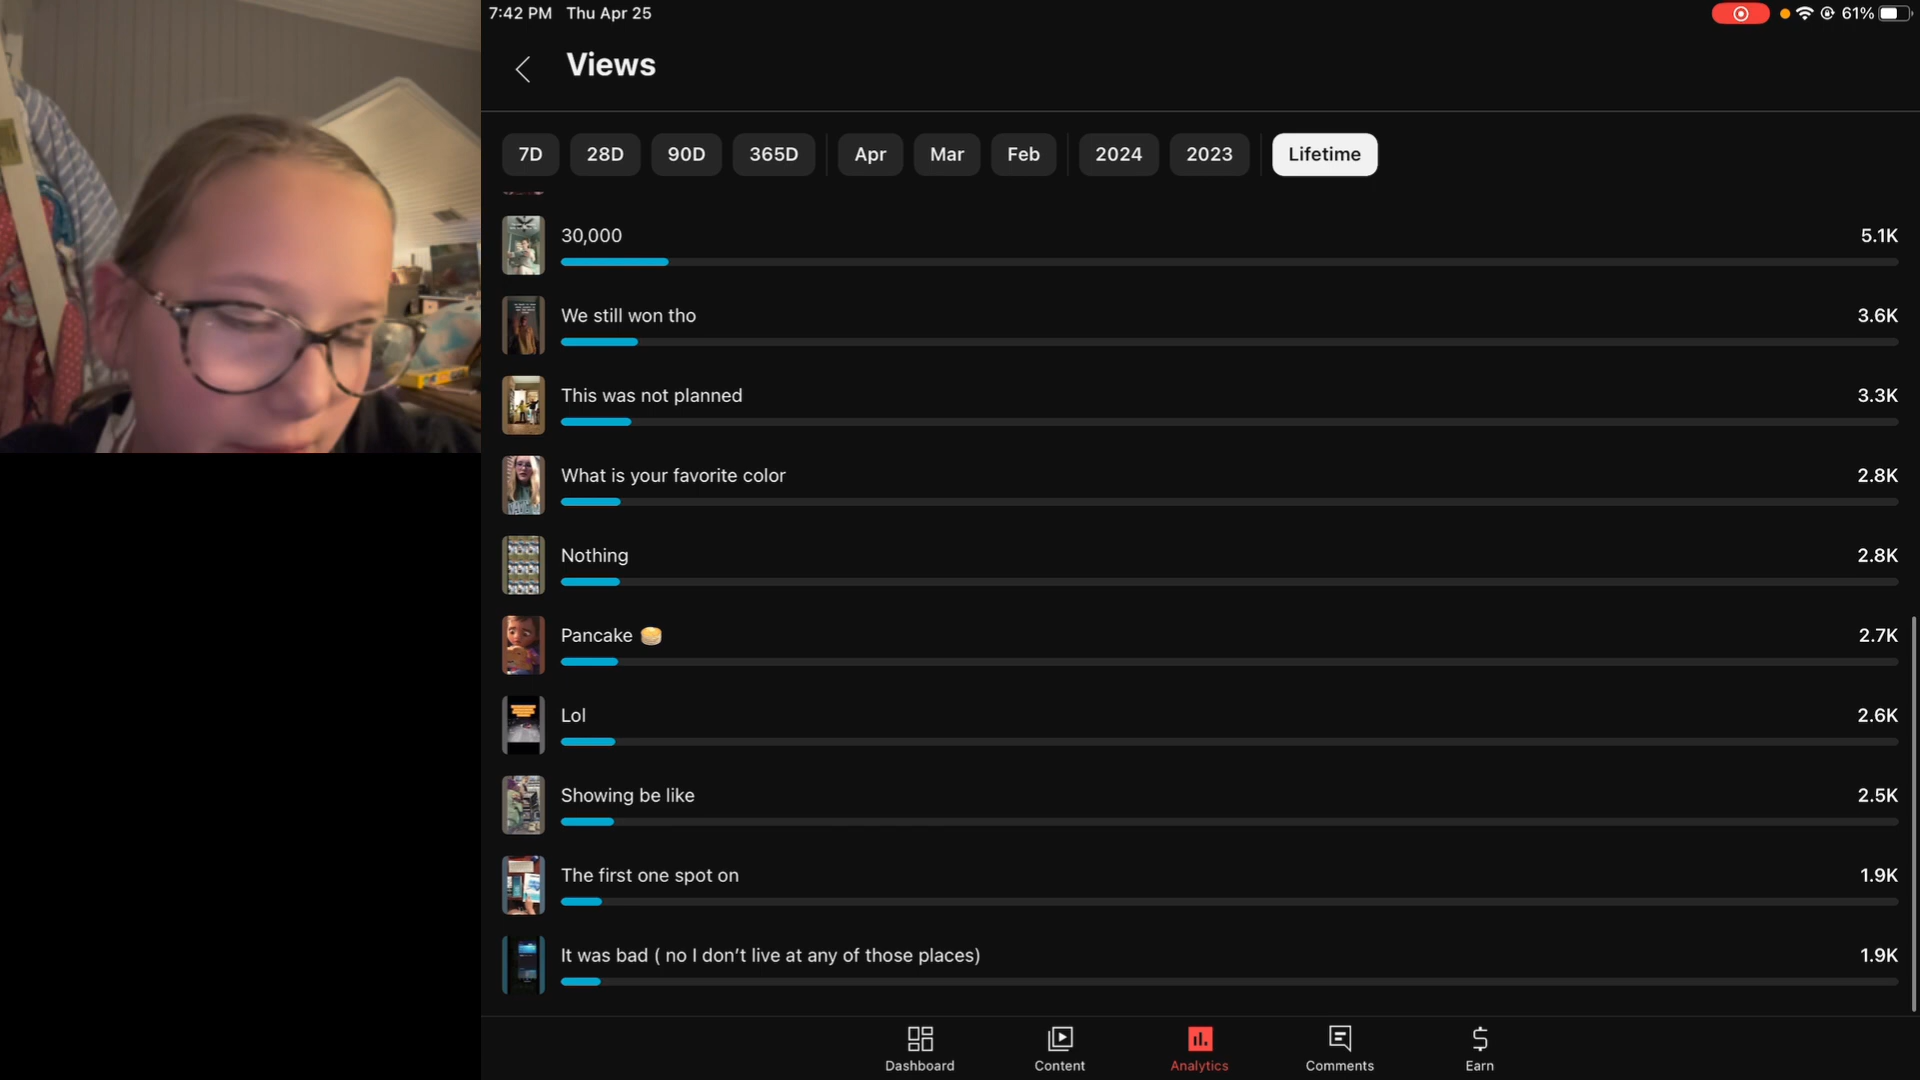 7:42 PM Thu Apr 25
61%
Views
7D 28D 90D 365D Apr Mar Feb 2024 2023 Lifetime
30,000 5.1K
We still won tho 3.6K
This was not planned 3.3K
What is your favorite color 2.8K
Nothing 2.8K
Pancake 🥞 2.7K
Lol 2.6K
Showing be like 2.5K
The first one spot on 1.9K
It was bad ( no I don’t live at any of those places) 1.9K
Dashboard Content Analytics Comments Earn